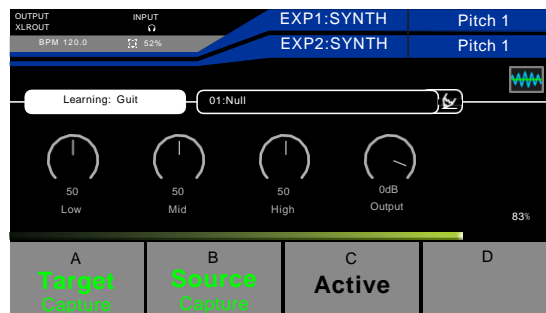 OUTPUT INPUT EXP1:SYNTH Pitch 1
XLROUT
BPM 120.0 52% EXP2:SYNTH Pitch 1
Learning: Guit 01:Null
50 50 50 0dB
Low Mid High Output
83%
A B C D
Target Source Active
Capture Capture